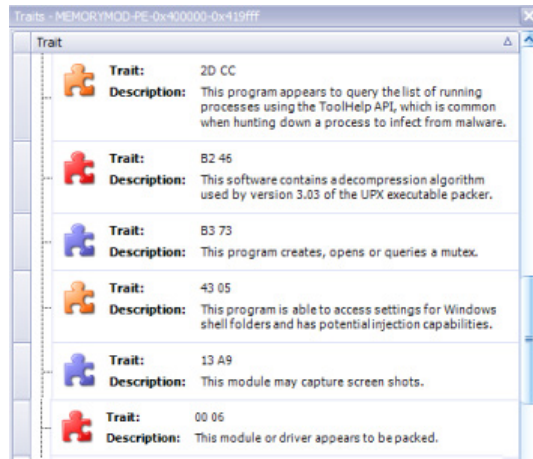 Traits - MEMORYMOD-PE-0x400000-0x419fff
Trait
Trait: 2D CC
Description: This program appears to query the list of running
processes using the ToolHelp API, which is common
when hunting down a process to infect from malware.
Trait: B2 46
Description: This software contains a decompression algorithm
used by version 3.03 of the UPX executable packer.
Trait: B3 73
Description: This program creates, opens or queries a mutex.
Trait: 43 05
Description: This program is able to access settings for Windows
shell folders and has potential injection capabilities.
Trait: 13 A9
Description: This module may capture screen shots.
Trait: 00 06
Description: This module or driver appears to be packed.